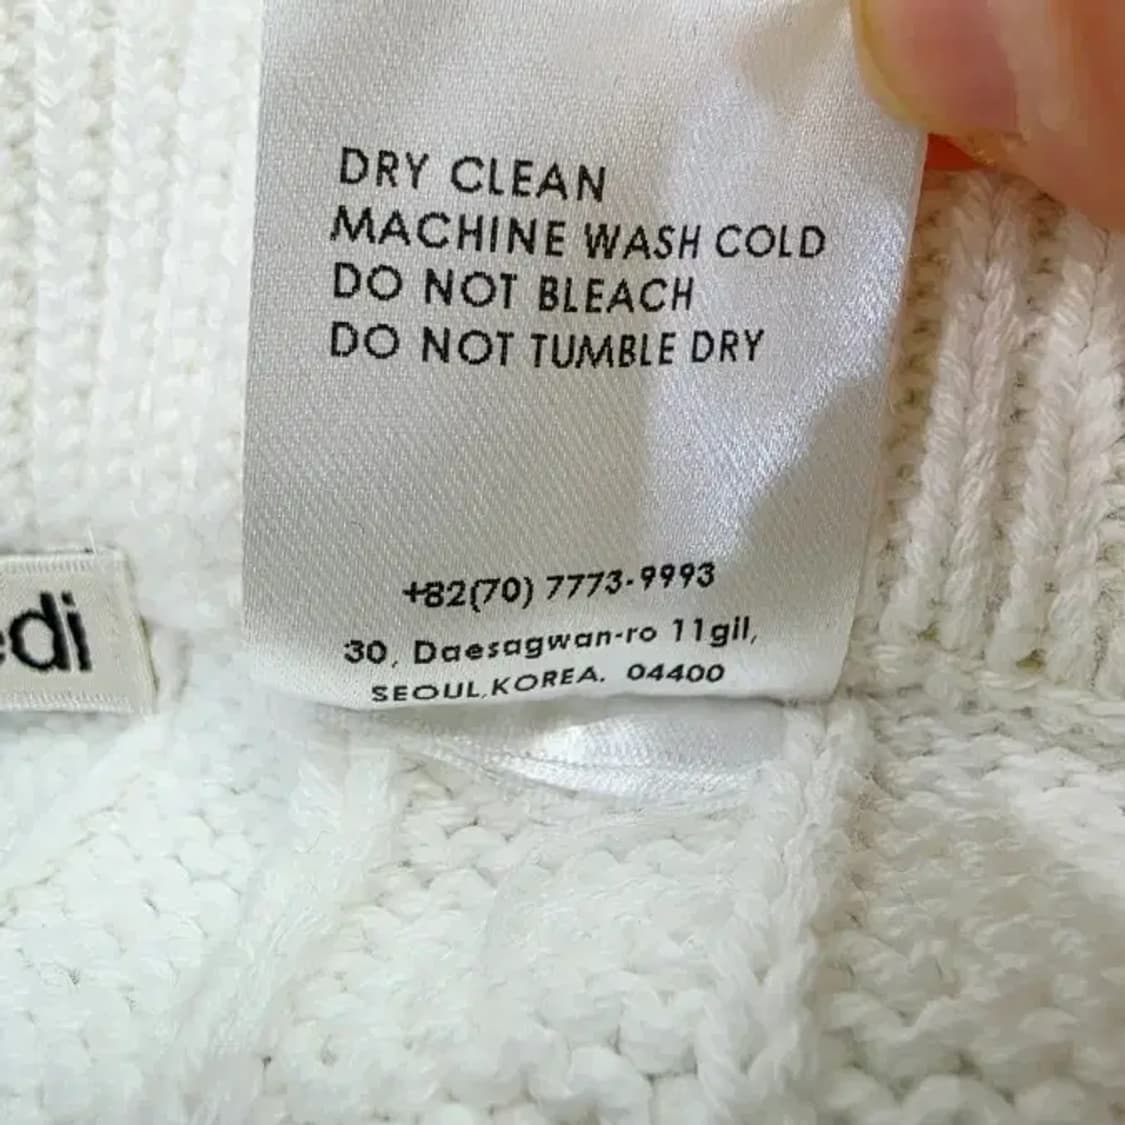 DRY CLEAN
MACHINE WASH COLD
DO NOT BLEACH
DO NOT TUMBLE DRY
+82(70) 7773-9993
30, Daesagwan-ro 11gil,
SEOUL,KOREA. 04400
di